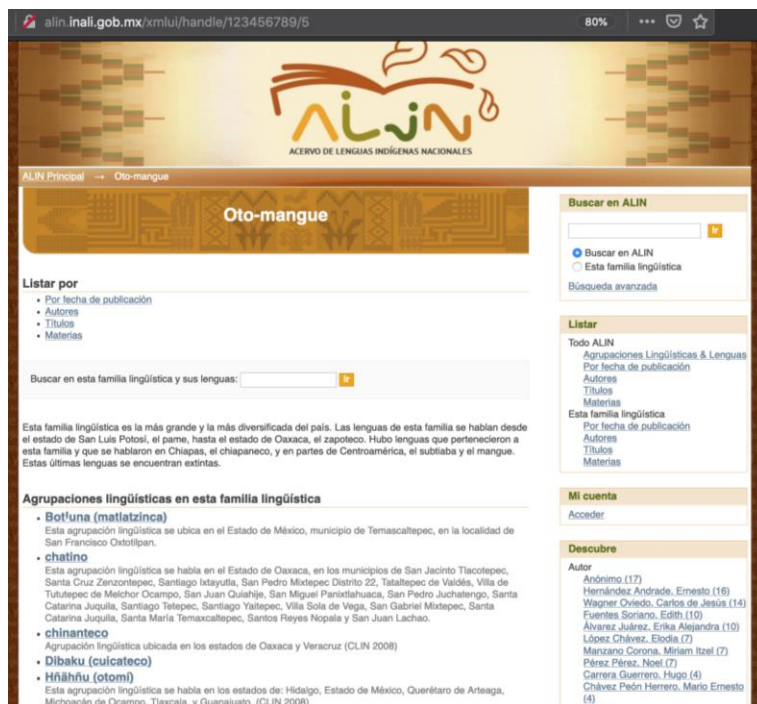 alin.inali.gob.mx/xmlui/handle/123456789/5
80%
ALIN
ACERVO DE LENGUAS INDÍGENAS NACIONALES
ALIN Principal → Oto-mangue
Oto-mangue
Listar por
Por fecha de publicación
Autores
Títulos
Materias
Buscar en esta familia lingüística y sus lenguas:
Ir
Esta familia lingüística es la más grande y la más diversificada del país. Las lenguas de esta familia se hablan desde
el estado de San Luis Potosí, el pame, hasta el estado de Oaxaca, el zapoteco. Hubo lenguas que pertenecieron a
esta familia y que se hablaron en Chiapas, el chiapaneco, y en partes de Centroamérica, el subtiaba y el mangue.
Estas últimas lenguas se encuentran extintas.
Agrupaciones lingüísticas en esta familia lingüística
Botꞌuna (matlatzinca)
Esta agrupación lingüística se ubica en el Estado de México, municipio de Temascaltepec, en la localidad de
San Francisco Oxtotilpan.
chatino
Esta agrupación lingüística se habla en el Estado de Oaxaca, en los municipios de San Jacinto Tlacotepec,
Santa Cruz Zenzontepec, Santiago Ixtayutla, San Pedro Mixtepec Distrito 22, Tataltepec de Valdés, Villa de
Tututepec de Melchor Ocampo, San Juan Quiahije, San Miguel Panixtlahuaca, San Pedro Juchatengo, Santa
Catarina Juquila, Santiago Tetepec, Santiago Yaitepec, Villa Sola de Vega, San Gabriel Mixtepec, Santa
Catarina Juquila, Santa María Temaxcaltepec, Santos Reyes Nopala y San Juan Lachao.
chinanteco
Agrupación lingüística ubicada en los estados de Oaxaca y Veracruz (CLIN 2008)
Dibaku (cuicateco)
Hñähñu (otomí)
Esta agrupación lingüística se habla en los estados de: Hidalgo, Estado de México, Querétaro de Arteaga,
Michoacán de Ocampo, Tlaxcala, y Guanajuato. (CLIN 2008)
Buscar en ALIN
Ir
Buscar en ALIN
Esta familia lingüística
Búsqueda avanzada
Listar
Todo ALIN
Agrupaciones Lingüísticas & Lenguas
Por fecha de publicación
Autores
Títulos
Materias
Esta familia lingüística
Por fecha de publicación
Autores
Títulos
Materias
Mi cuenta
Acceder
Descubre
Autor
Anónimo (17)
Hernández Andrade, Ernesto (16)
Wagner Oviedo, Carlos de Jesús (14)
Fuentes Soriano, Edith (10)
Álvarez Juárez, Erika Alejandra (10)
López Chávez, Elodia (7)
Manzano Corona, Miriam Itzel (7)
Pérez Pérez, Noel (7)
Carrera Guerrero, Hugo (4)
Chávez Peón Herrero, Mario Ernesto
(4)